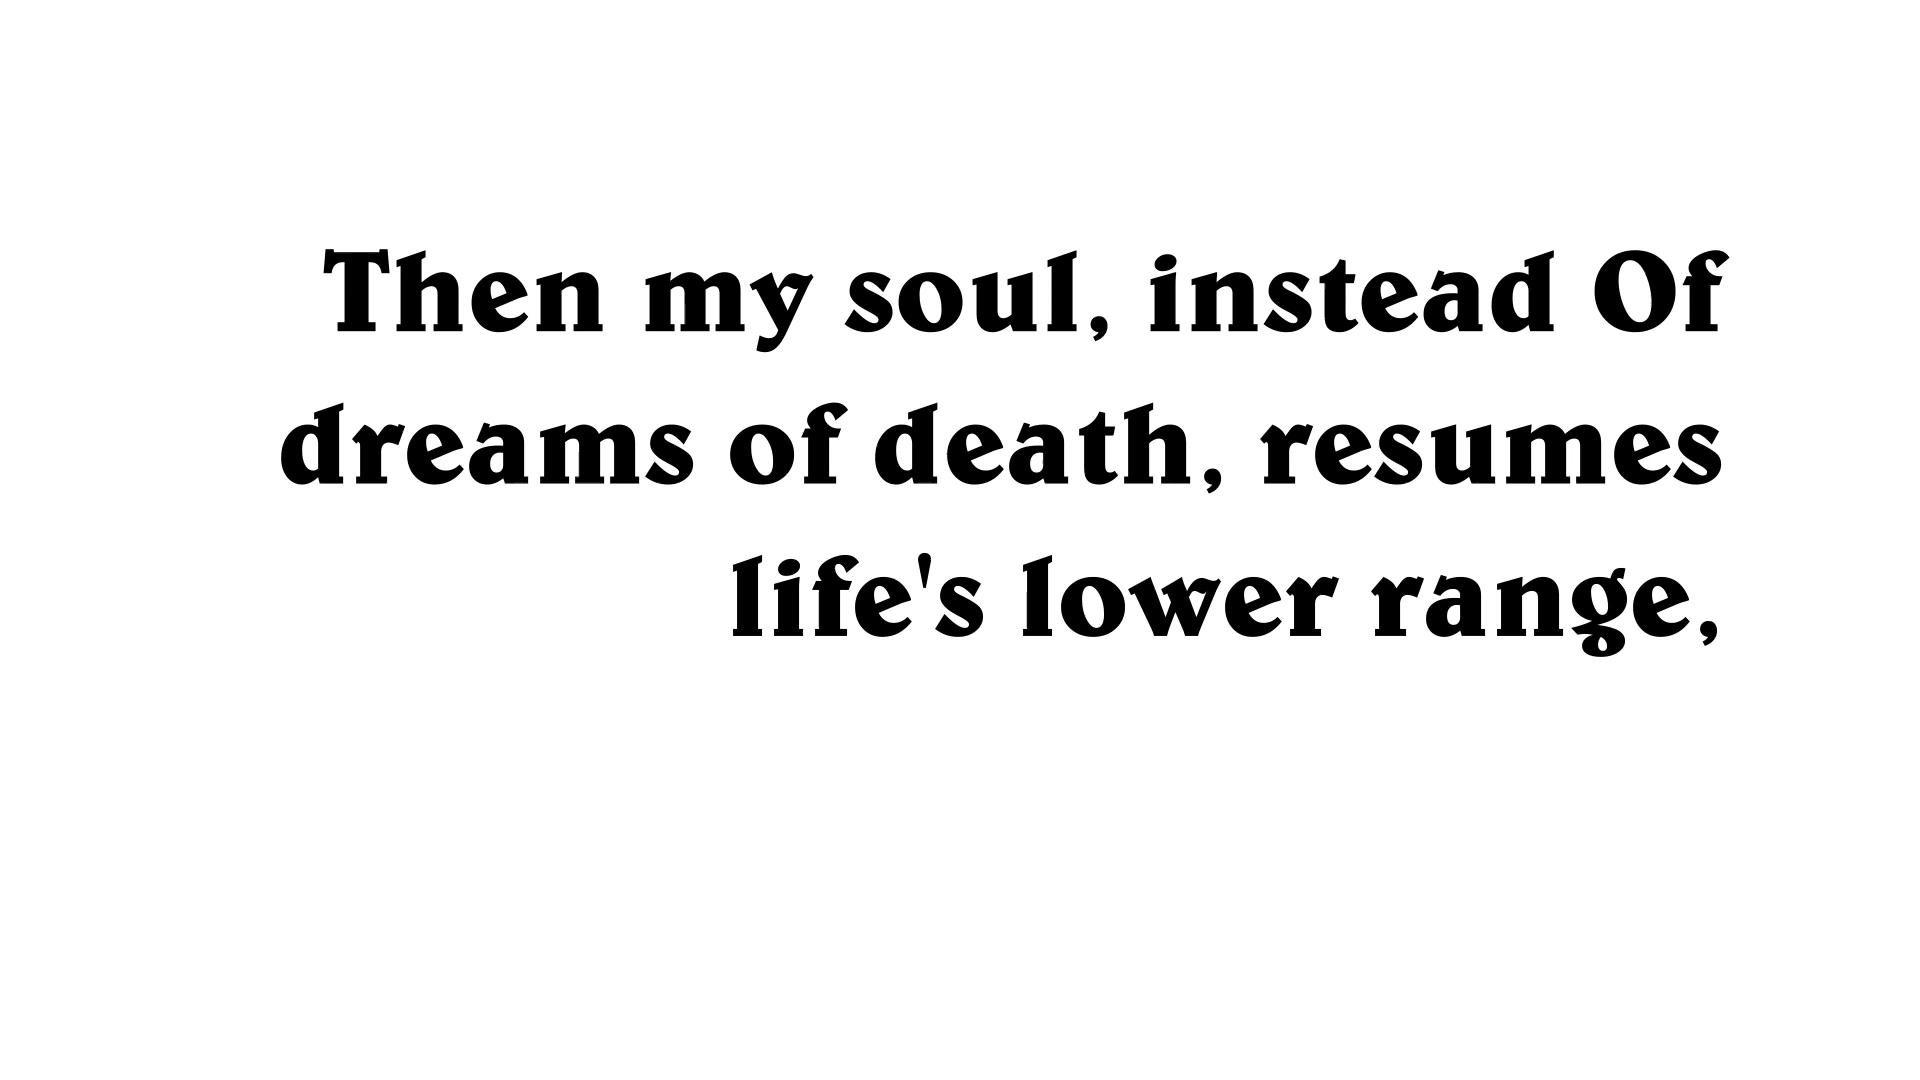 Then my soul, instead Of
dreams of death, resumes
life's lower range,